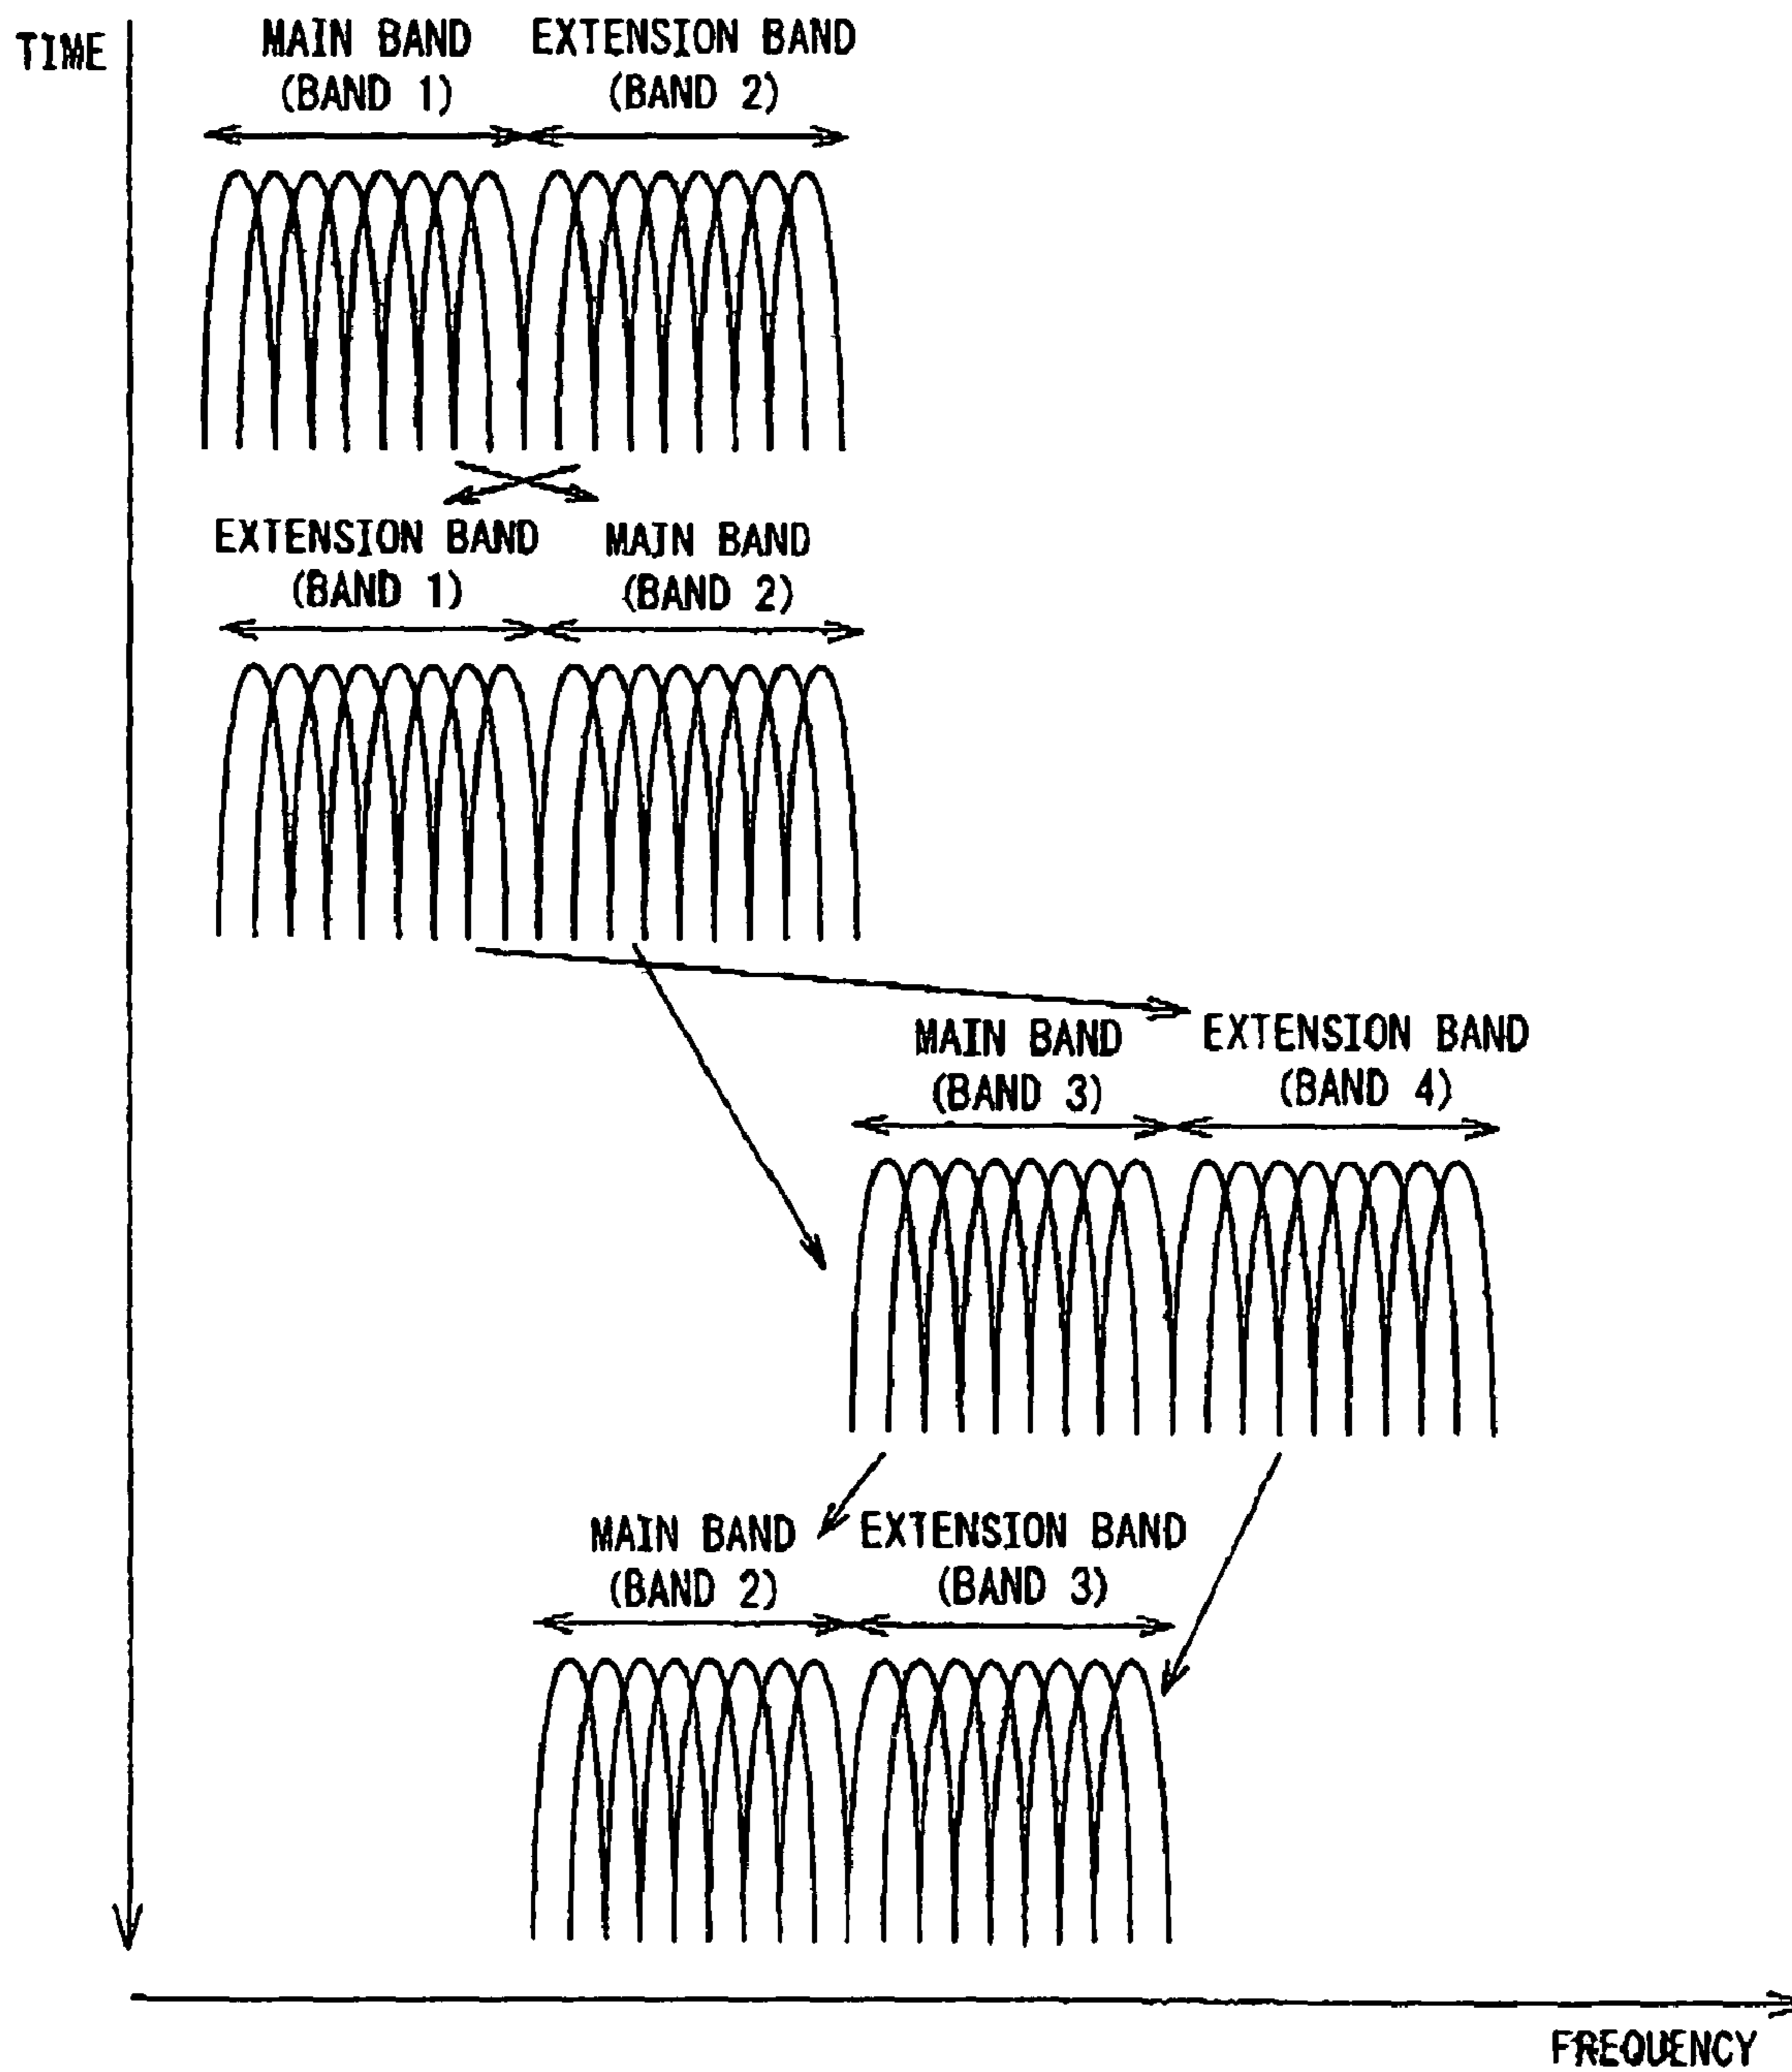 TIME
MAIN BAND EXTENSION BAND
(BAND 1) (BAND 2)
EXTENSION BAND MAIN BAND
(BAND 1) (BAND 2)
MAIN BAND EXTENSION BAND
(BAND 3) (BAND 4)
MAIN BAND EXTENSION BAND
(BAND 2) (BAND 3)
FREQUENCY